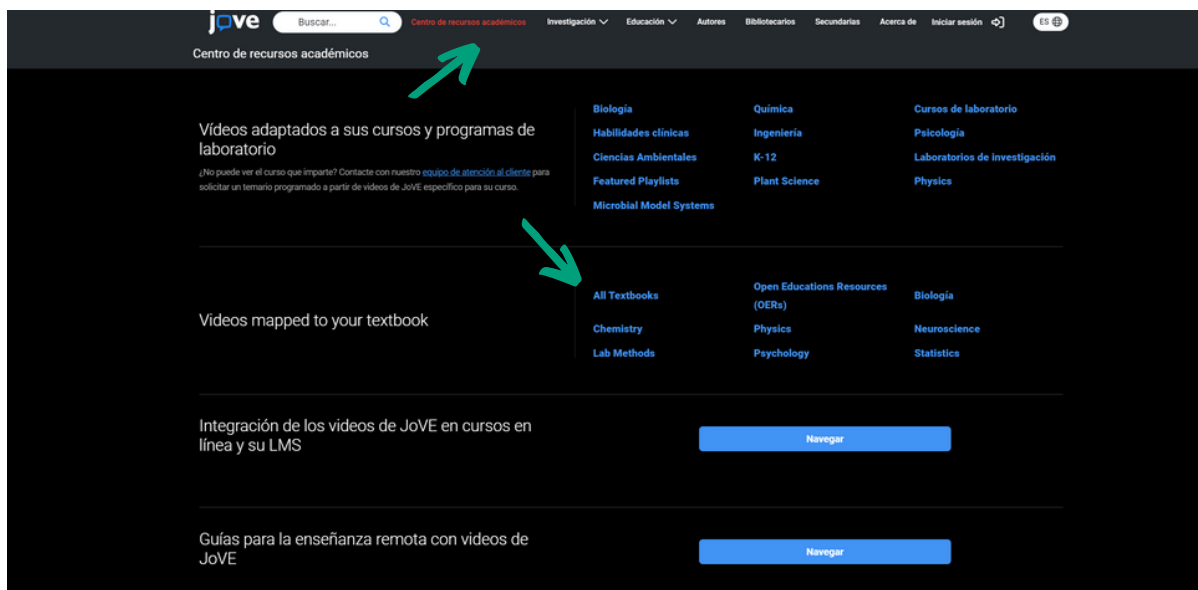 jove
Buscar...
Centro de recursos académicos
Investigación
Educación
Autores
Bibliotecarios
Secundarias
Acerca de
Iniciar sesión
ES
Centro de recursos académicos
Vídeos adaptados a sus cursos y programas de
laboratorio
¿No puede ver el curso que imparte? Contacte con nuestro equipo de atención al cliente para
solicitar un temario programado a partir de videos de JoVE específico para su curso.
Biología
Química
Cursos de laboratorio
Habilidades clínicas
Ingeniería
Psicología
Ciencias Ambientales
K-12
Laboratorios de investigación
Featured Playlists
Plant Science
Physics
Microbial Model Systems
Videos mapped to your textbook
All Textbooks
Open Educations Resources
(OERs)
Biología
Chemistry
Physics
Neuroscience
Lab Methods
Psychology
Statistics
Integración de los videos de JoVE en cursos en
línea y su LMS
Navegar
Guías para la enseñanza remota con videos de
JoVE
Navegar